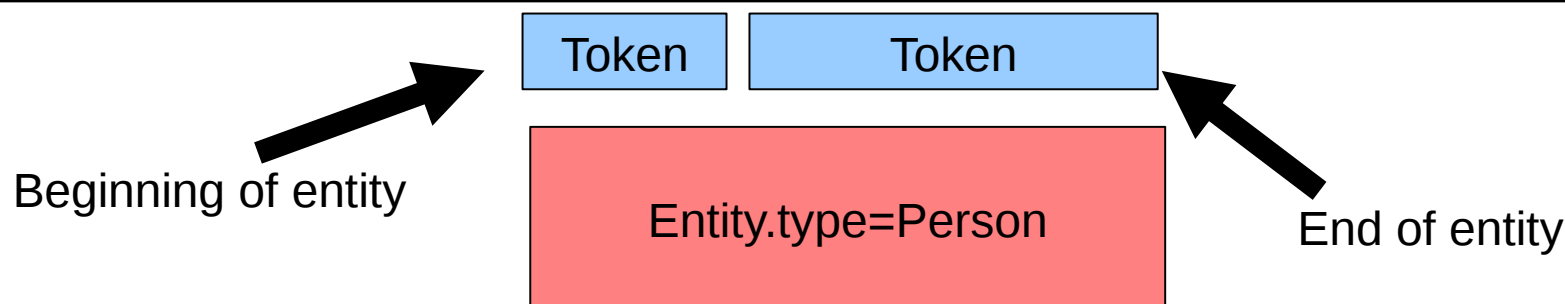 Token Token
Beginning of entity
Entity.type=Person
End of entity